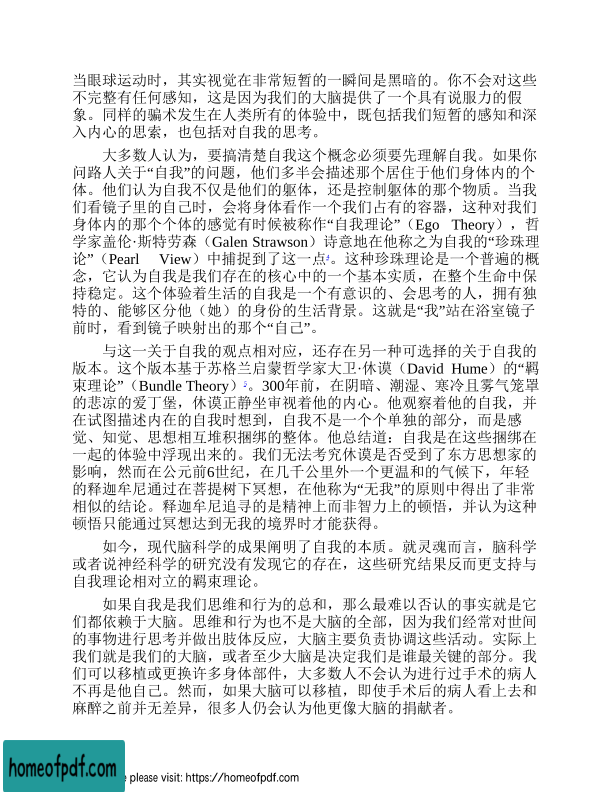 当眼球运动时，其实视觉在非常短暂的一瞬间是黑暗的。你不会对这些
不完整有任何感知，这是因为我们的大脑提供了一个具有说服力的假
象。同样的骗术发生在人类所有的体验中，既包括我们短暂的感知和深
入内心的思索，也包括对自我的思考。
大多数人认为，要搞清楚自我这个概念必须要先理解自我。如果你
问路人关于“自我”的问题，他们多半会描述那个居住于他们身体内的个
体。他们认为自我不仅是他们的躯体，还是控制躯体的那个物质。当我
们看镜子里的自己时，会将身体看作一个我们占有的容器，这种对我们
身体内的那个个体的感觉有时候被称作“自我理论”（Ego Theory），哲
学家盖伦·斯特劳森（Galen Strawson）诗意地在他称之为自我的“珍珠理
论”（Pearl View）中捕捉到了这一点4。这种珍珠理论是一个普遍的概
念，它认为自我是我们存在的核心中的一个基本实质，在整个生命中保
持稳定。这个体验着生活的自我是一个有意识的、会思考的人，拥有独
特的、能够区分他（她）的身份的生活背景。这就是“我”站在浴室镜子
前时，看到镜子映射出的那个“自己”。
与这一关于自我的观点相对应，还存在另一种可选择的关于自我的
版本。这个版本基于苏格兰启蒙哲学家大卫·休谟（David Hume）的“羁
束理论”（Bundle Theory）5。300年前，在阴暗、潮湿、寒冷且雾气笼罩
的悲凉的爱丁堡，休谟正静坐审视着他的内心。他观察着他的自我，并
在试图描述内在的自我时想到，自我不是一个个单独的部分，而是感
觉、知觉、思想相互堆积捆绑的整体。他总结道：自我是在这些捆绑在
一起的体验中浮现出来的。我们无法考究休谟是否受到了东方思想家的
影响，然而在公元前6世纪，在几千公里外一个更温和的气候下，年轻
的释迦牟尼通过在菩提树下冥想，在他称为“无我”的原则中得出了非常
相似的结论。释迦牟尼追寻的是精神上而非智力上的顿悟，并认为这种
顿悟只能通过冥想达到无我的境界时才能获得。
如今，现代脑科学的成果阐明了自我的本质。就灵魂而言，脑科学
或者说神经科学的研究没有发现它的存在，这些研究结果反而更支持与
自我理论相对立的羁束理论。
如果自我是我们思维和行为的总和，那么最难以否认的事实就是它
们都依赖于大脑。思维和行为也不是大脑的全部，因为我们经常对世间
的事物进行思考并做出肢体反应，大脑主要负责协调这些活动。实际上
我们就是我们的大脑，或者至少大脑是决定我们是谁最关键的部分。我
们可以移植或更换许多身体部件，大多数人不会认为进行过手术的病人
不再是他自己。然而，如果大脑可以移植，即使手术后的病人看上去和
麻醉之前并无差异，很多人仍会认为他更像大脑的捐献者。
homeofpdf.com
please visit: https://homeofpdf.com